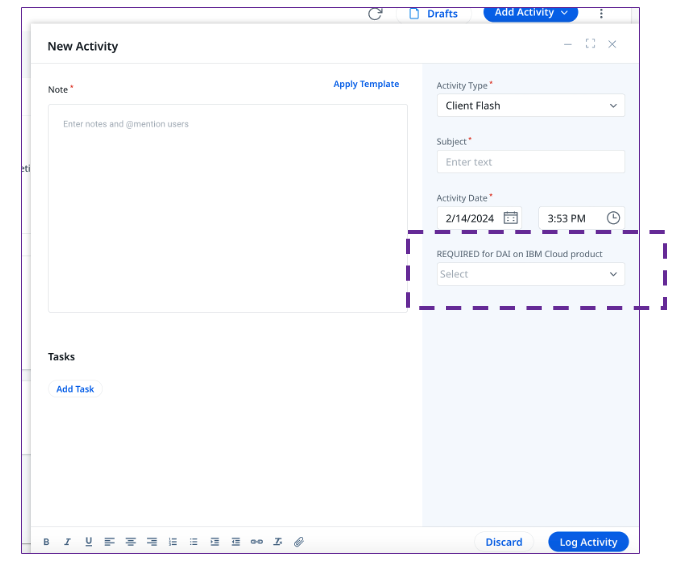 Drafts
Add Activity
New Activity
Note *
Apply Template
Enter notes and @mention users
Activity Type *
Client Flash
Subject *
Enter text
Activity Date *
2/14/2024
3:53 PM
REQUIRED for DAI on IBM Cloud product
Select
Tasks
Add Task
B I U
Discard
Log Activity